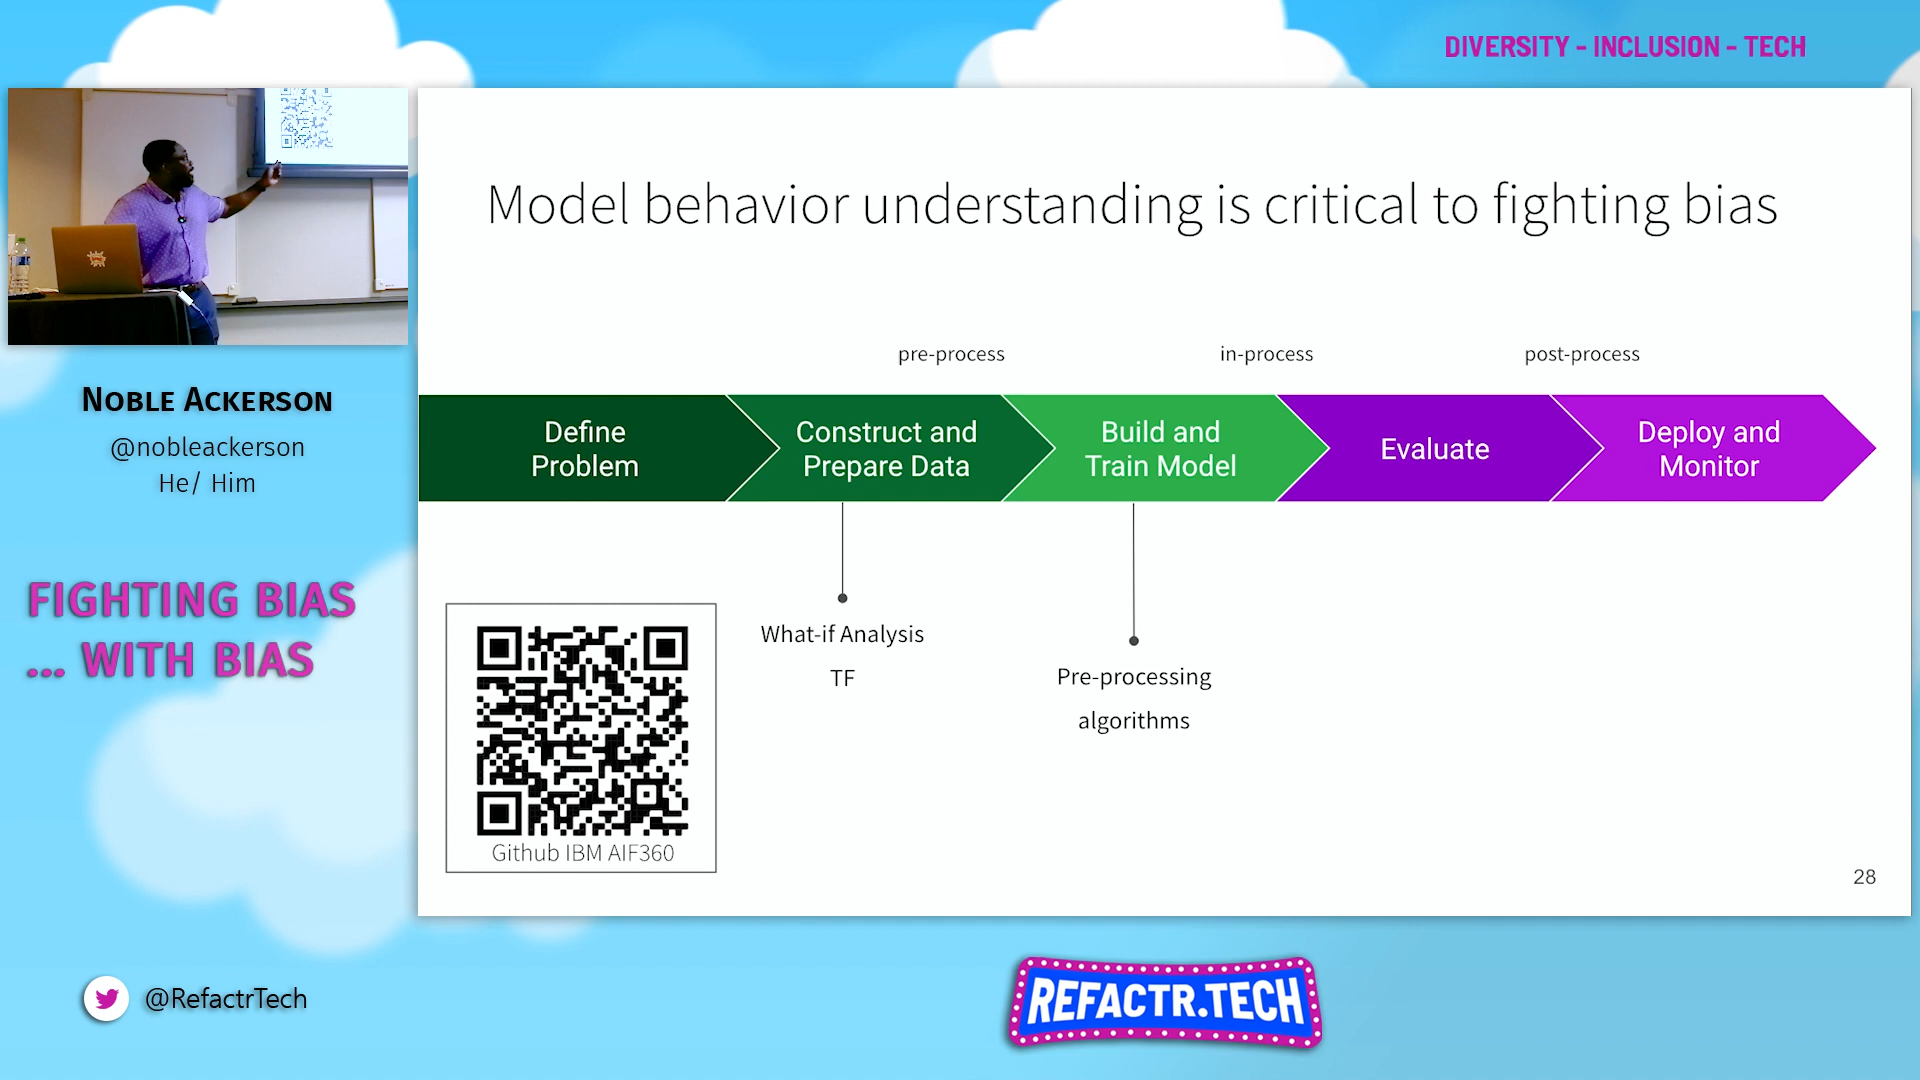 DIVERSITY - INCLUSION - TECH
NOBLE ACKERSON
@nobleackerson
He/ Him
FIGHTING BIAS
... WITH BIAS
@RefactrTech
Model behavior understanding is critical to fighting bias
pre-process
in-process
post-process
Define
Problem
Construct and
Prepare Data
Build and
Train Model
Evaluate
Deploy and
Monitor
What-if Analysis
TF
Pre-processing
algorithms
Github IBM AIF360
28
REFACTR.TECH